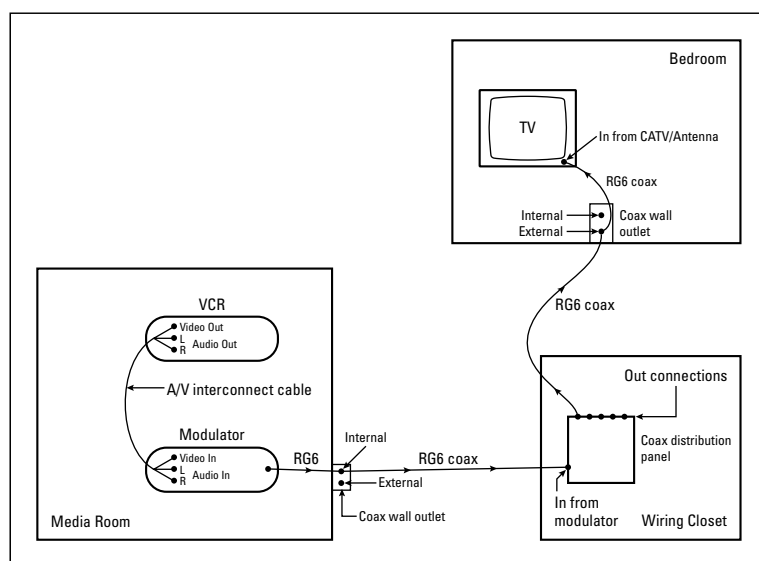 Bedroom
TV
In from CATV/Antenna
RG6 coax
Internal
External
Coax wall
outlet
RG6 coax
VCR
Video Out
L
R
Audio Out
A/V interconnect cable
Modulator
Video In
L
R
Audio In
RG6
Internal
External
Coax wall outlet
RG6 coax
Media Room
Out connections
Coax distribution
panel
In from
modulator
Wiring Closet